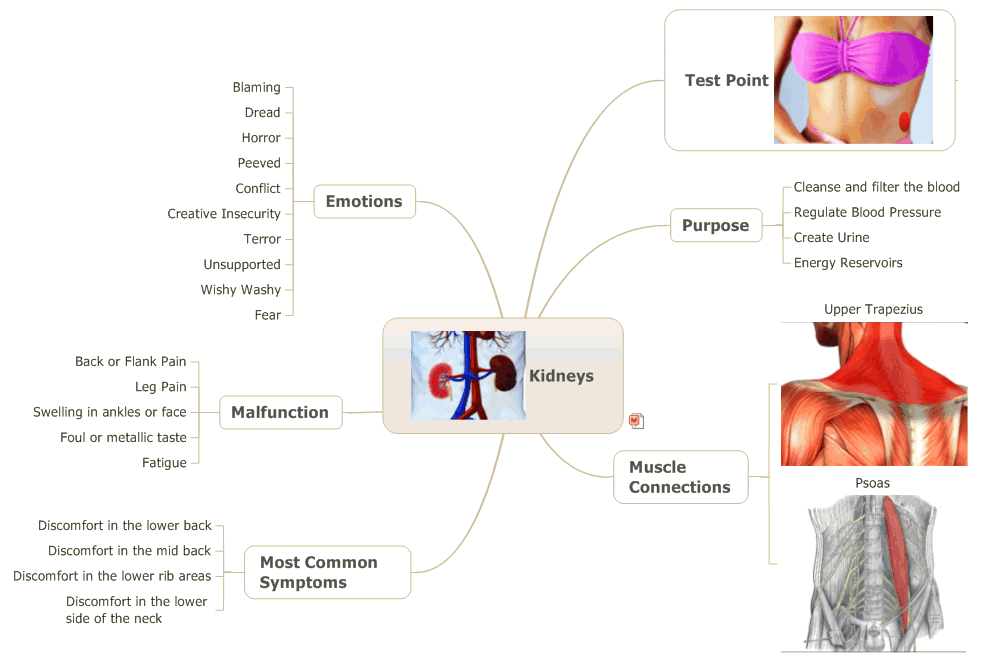 Test Point
Blaming
Dread
Horror
Peeved
Conflict
Creative Insecurity
Terror
Unsupported
Wishy Washy
Fear
Emotions
Purpose
Cleanse and filter the blood
Regulate Blood Pressure
Create Urine
Energy Reservoirs
Kidneys
Back or Flank Pain
Leg Pain
Swelling in ankles or face
Foul or metallic taste
Fatigue
Malfunction
Upper Trapezius
Muscle
Connections
Psoas
Discomfort in the lower back
Discomfort in the mid back
Discomfort in the lower rib areas
Discomfort in the lower
side of the neck
Most Common
Symptoms